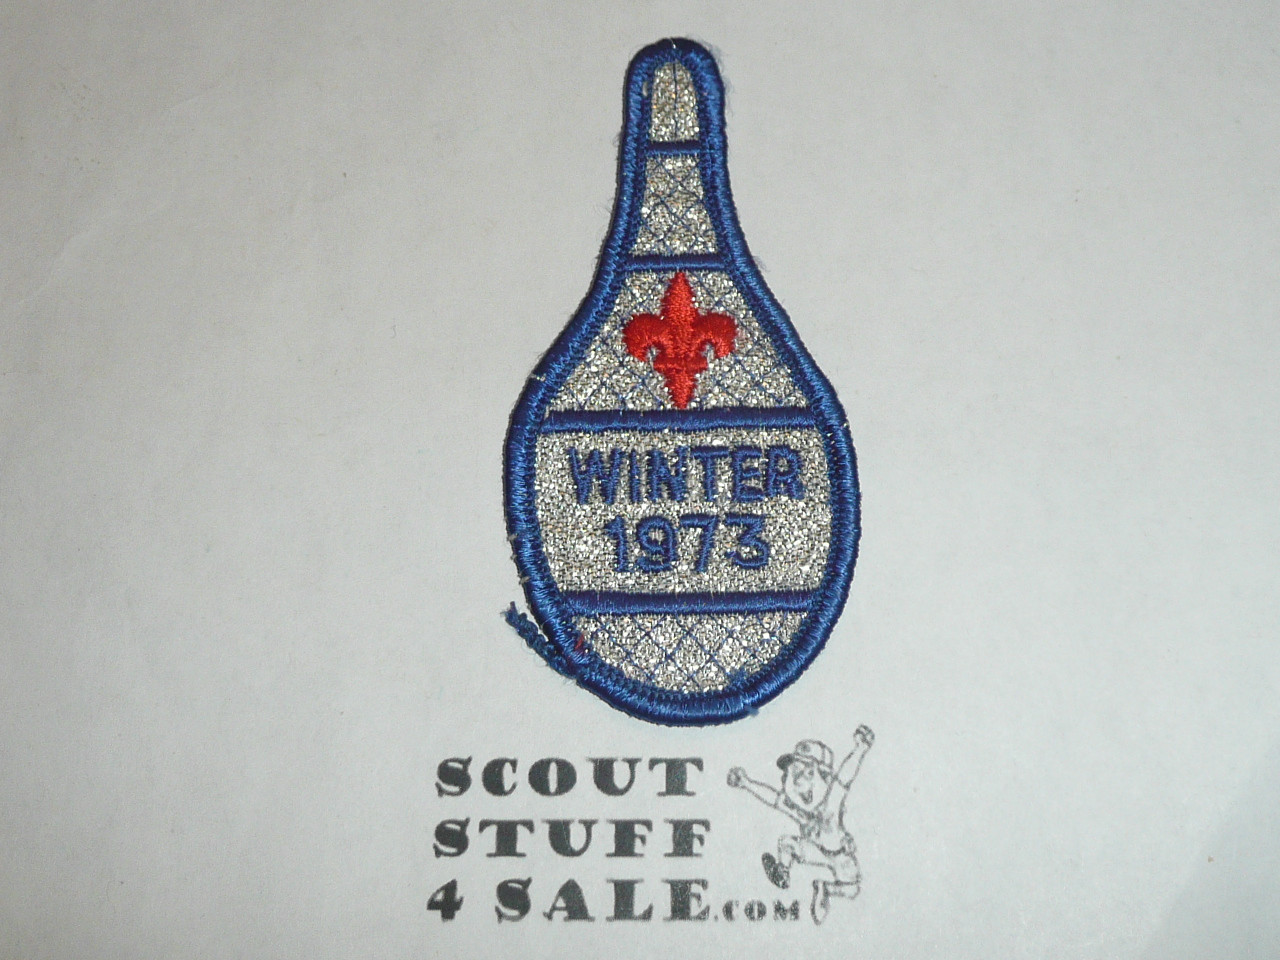 WINTER
1973
SCOUT
STUFF
4 SALE.COM